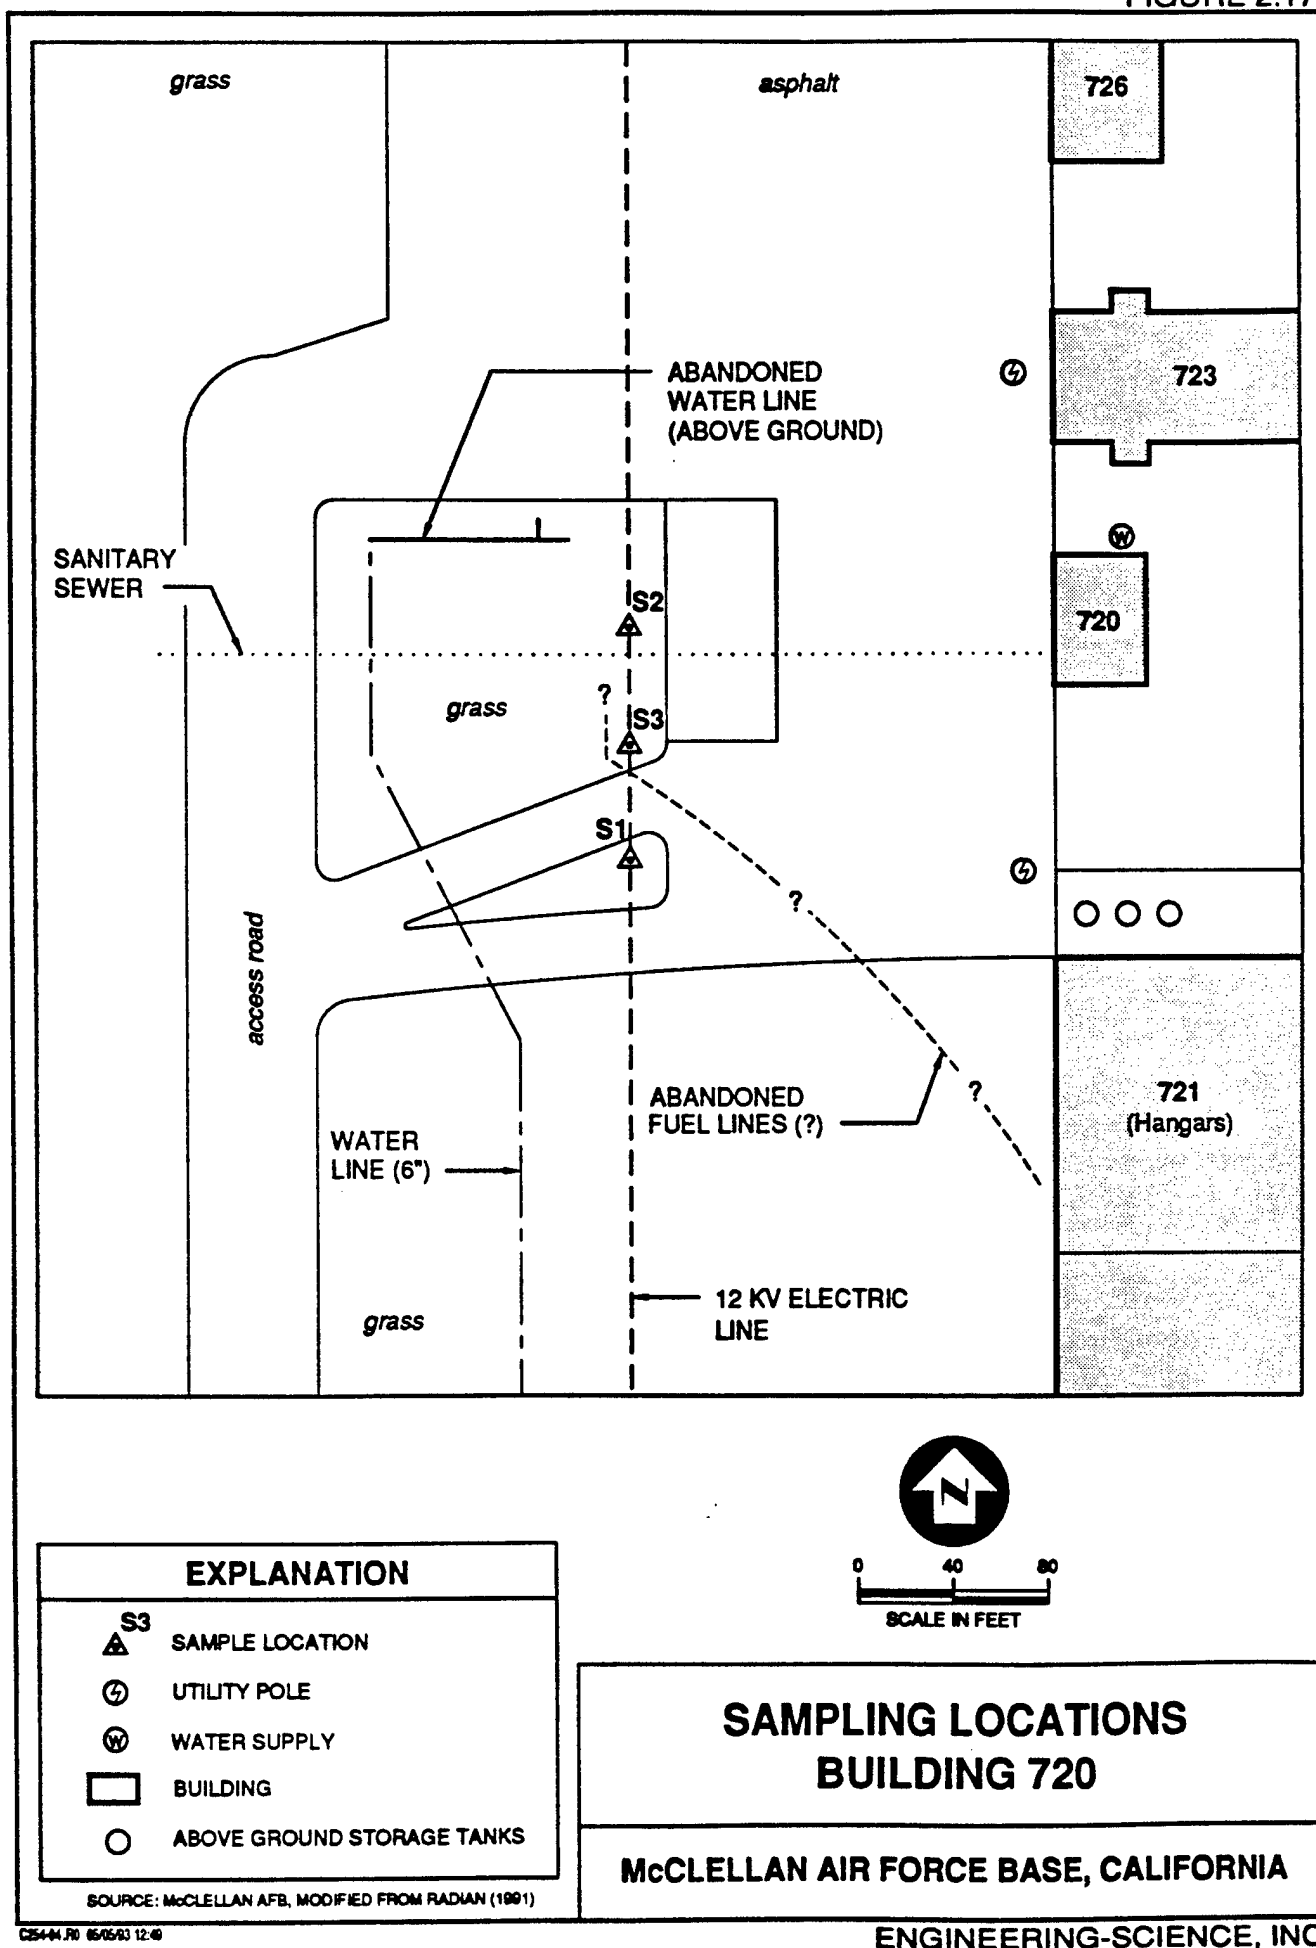 FIGURE 2.17
grass
asphalt
726
ABANDONED
WATER LINE
(ABOVE GROUND)
723
W
SANITARY
SEWER
S2
720
?
grass
S3
S1
?
access road
?
ABANDONED
FUEL LINES (?)
721
(Hangars)
WATER
LINE (6")
12 KV ELECTRIC
LINE
grass
N
0 40 80
SCALE IN FEET
EXPLANATION
S3
SAMPLE LOCATION
UTILITY POLE
W WATER SUPPLY
BUILDING
ABOVE GROUND STORAGE TANKS
SOURCE: McCLELLAN AFB, MODIFIED FROM RADIAN (1991)
SAMPLING LOCATIONS
BUILDING 720
McCLELLAN AIR FORCE BASE, CALIFORNIA
ENGINEERING-SCIENCE, INC